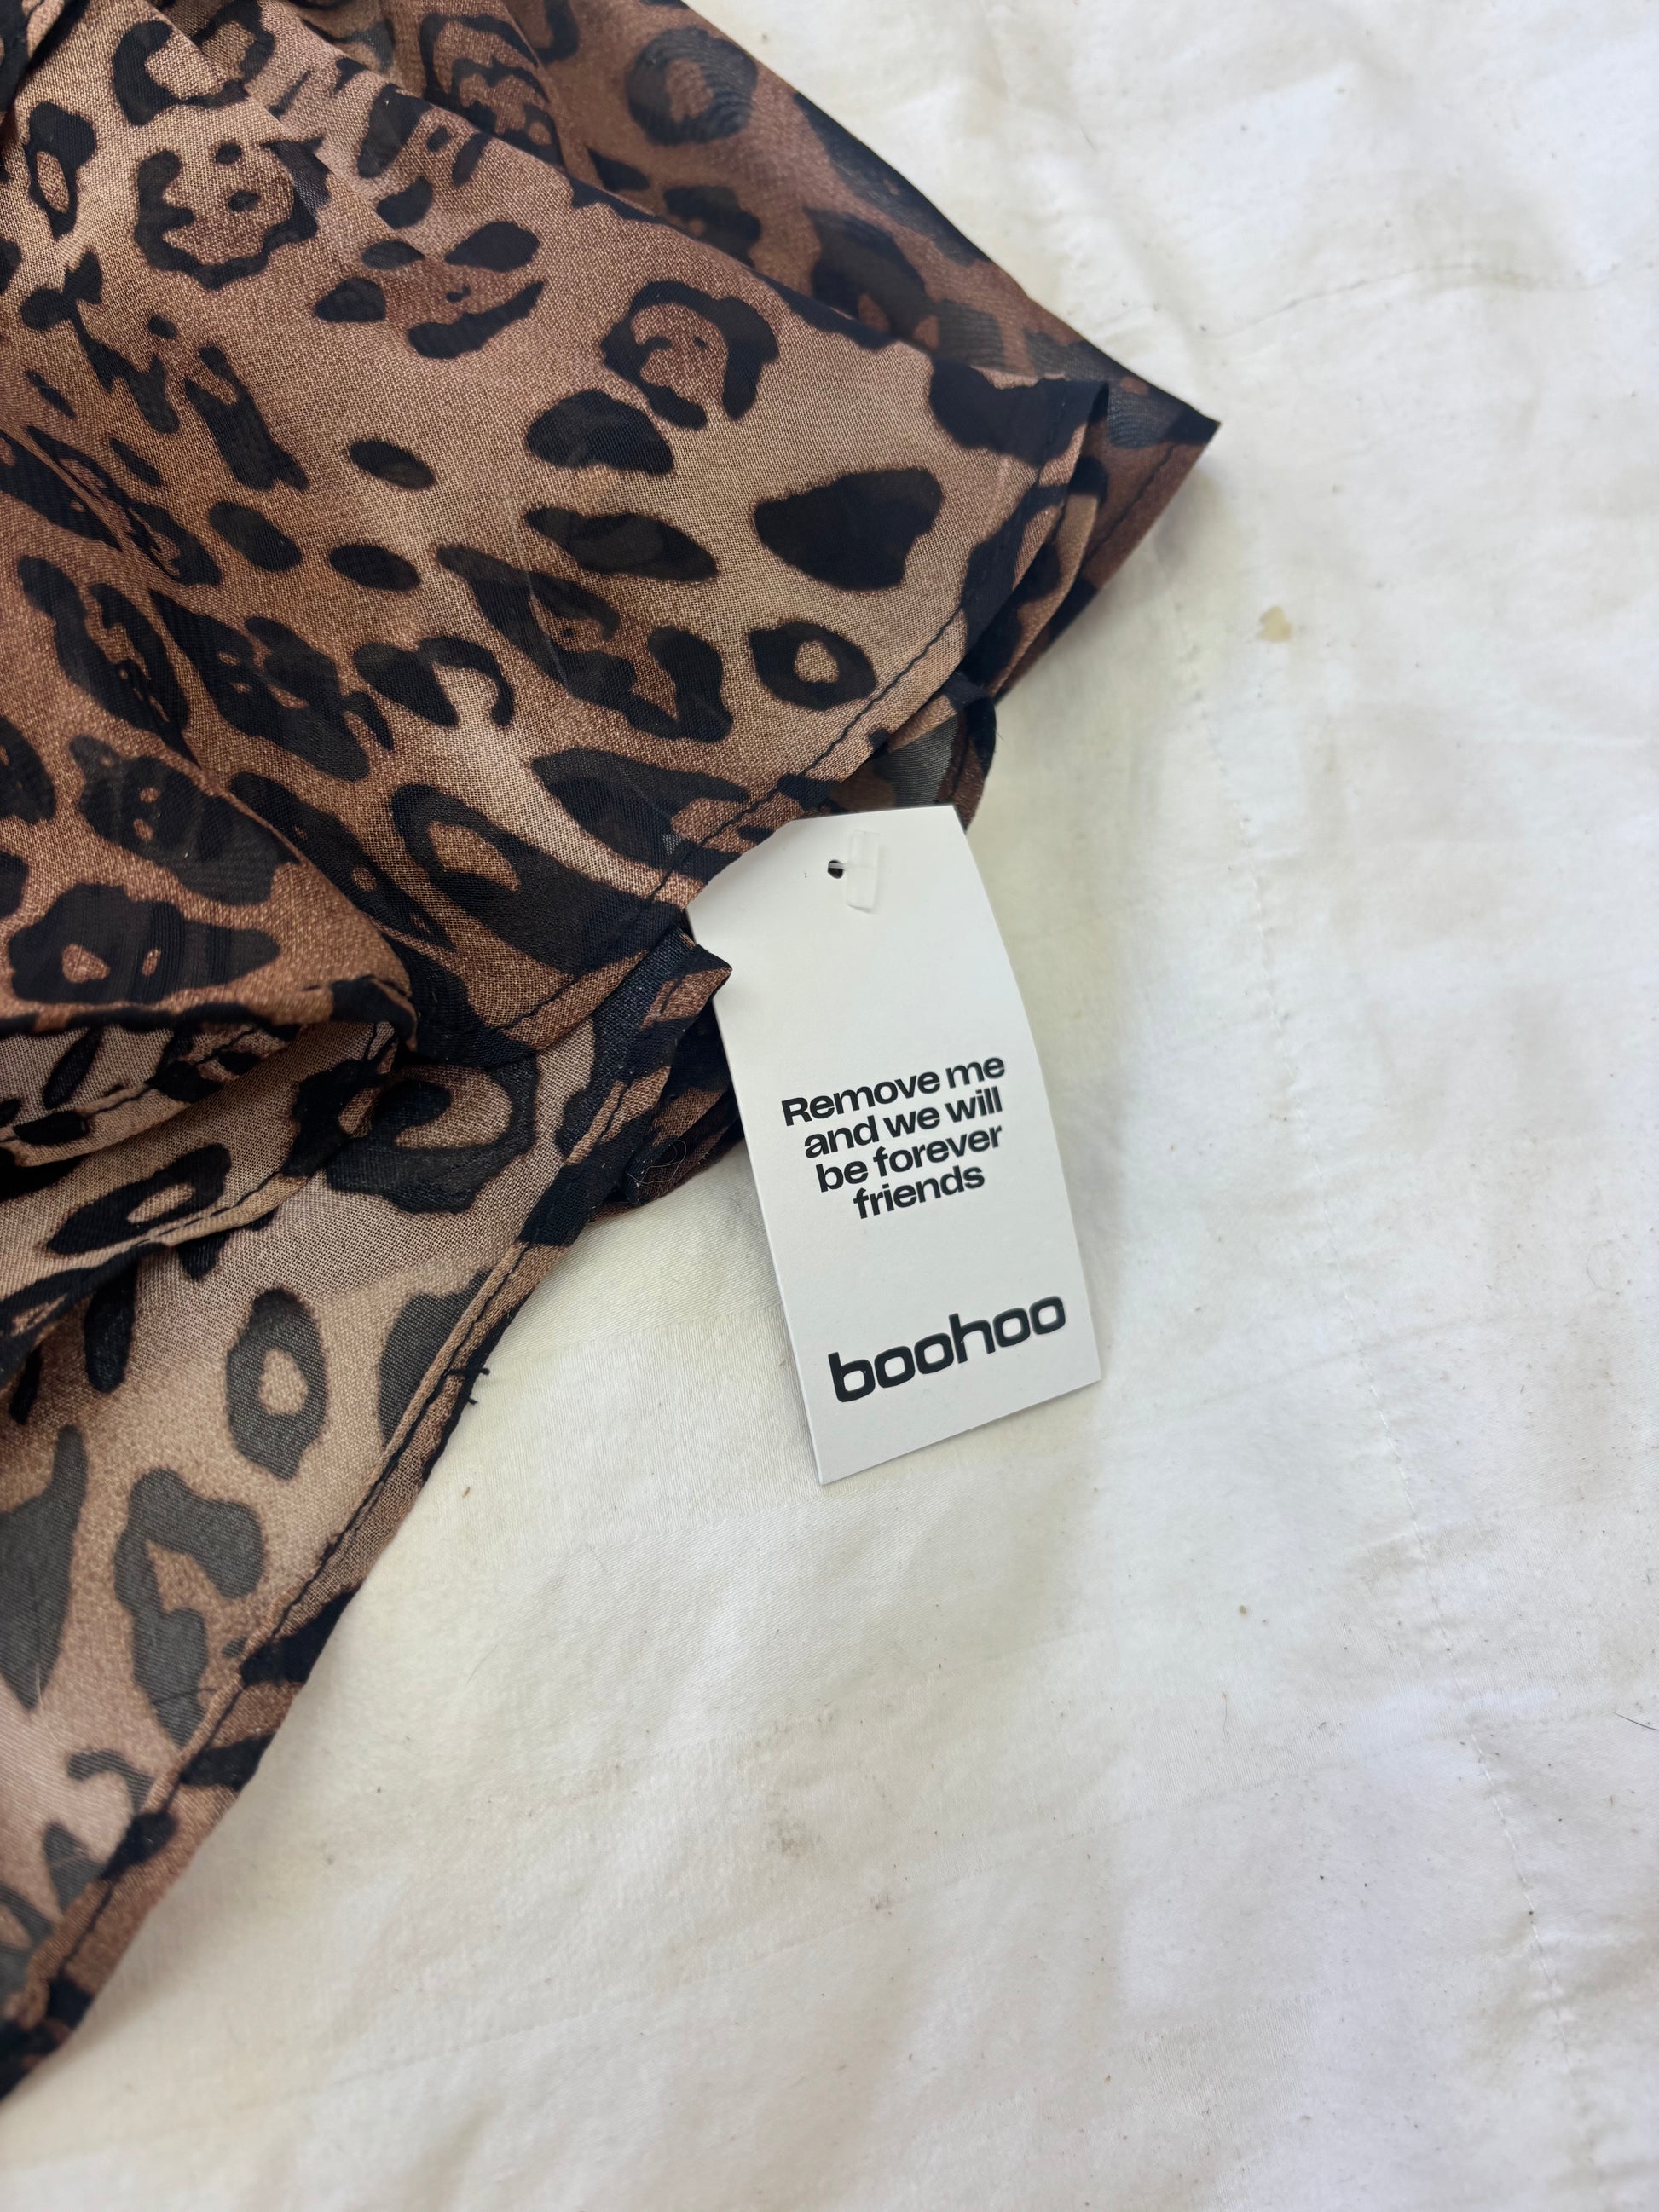 Remove me
and we will
be forever
friends
boohoo